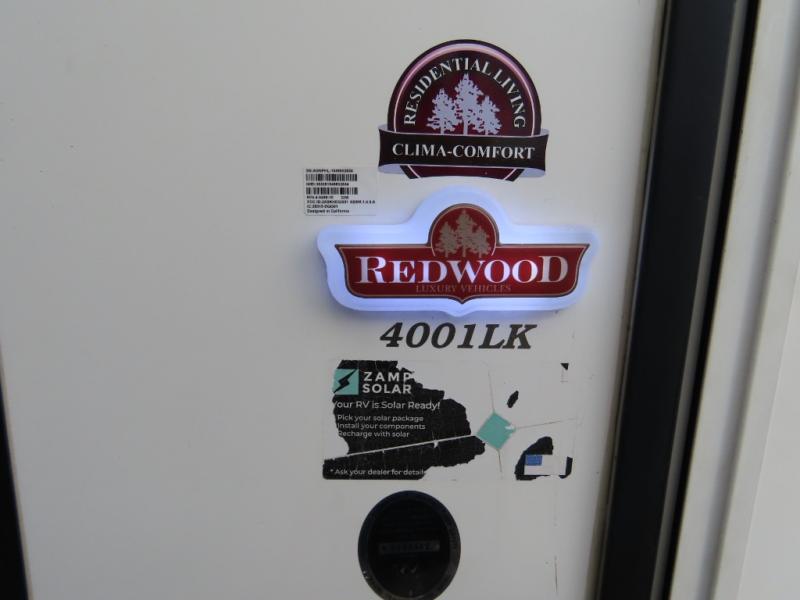 RESIDENTIAL LIVING
CLIMA-COMFORT
Designed in California
REDWOOD
LUXURY VEHICLES
4001LK
ZAMP
SOLAR
Your RV is Solar Ready!
Pick your solar package
Install your components
Recharge with solar
* Ask your dealer for details